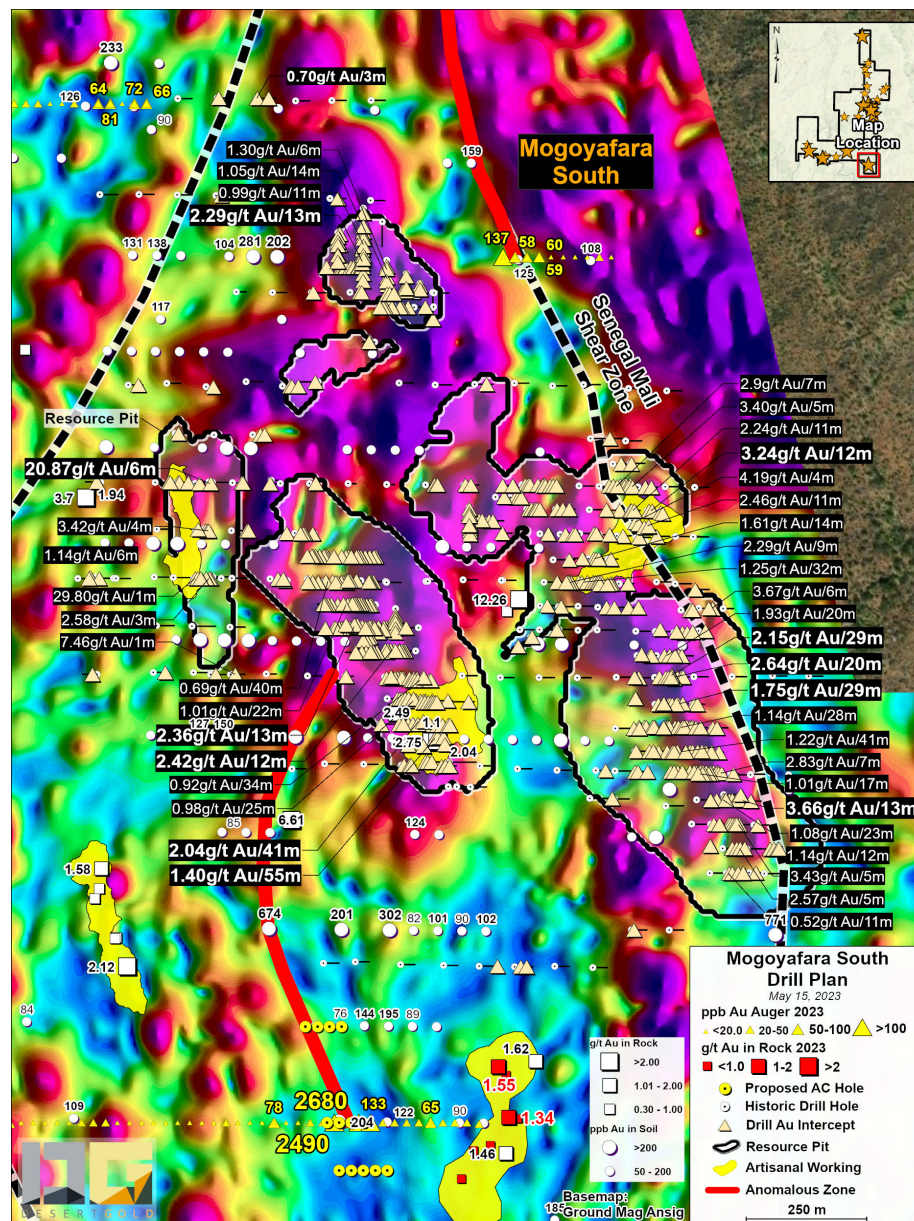 233
64
72
66
126
81
90
0.70g/t Au/3m
N
Map
Location
Mogoyafara
South
1.30g/t Au/6m
1.05g/t Au/14m
0.99g/t Au/11m
2.29g/t Au/13m
159
131
138
104
281
202
137
58
60
108
59
125
117
Senegal Mali
Shear Zone
Resource Pit
20.87g/t Au/6m
3.7
1.94
3.42g/t Au/4m
1.14g/t Au/6m
29.80g/t Au/1m
2.58g/t Au/3m
7.46g/t Au/1m
2.9g/t Au/7m
3.40g/t Au/5m
2.24g/t Au/11m
3.24g/t Au/12m
4.19g/t Au/4m
2.46g/t Au/11m
1.61g/t Au/14m
2.29g/t Au/9m
1.25g/t Au/32m
3.67g/t Au/6m
1.93g/t Au/20m
2.15g/t Au/29m
2.64g/t Au/20m
1.75g/t Au/29m
1.14g/t Au/28m
1.22g/t Au/41m
2.83g/t Au/7m
1.01g/t Au/17m
3.66g/t Au/13m
1.08g/t Au/23m
1.14g/t Au/12m
3.43g/t Au/5m
2.57g/t Au/5m
0.52g/t Au/11m
771
12.26
0.69g/t Au/40m
1.01g/t Au/22m
127
150
2.36g/t Au/13m
2.42g/t Au/12m
0.92g/t Au/34m
0.98g/t Au/25m
6.61
2.04g/t Au/41m
1.40g/t Au/55m
2.49
1.1
2.75
2.04
85
124
1.58
2.12
84
674
201
302
82
101
90
102
76
144
195
89
109
78
2680
2490
204
133
122
65
90
1.62
1.55
1.34
1.46
185
g/t Au in Rock
>2.00
1.01 - 2.00
0.30 - 1.00
ppb Au in Soil
>200
50 - 200
Basemap:
Ground Mag Ansig
Mogoyafara South
Drill Plan
May 15, 2023
ppb Au Auger 2023
<20.0
20-50
50-100
>100
g/t Au in Rock 2023
<1.0
1-2
>2
Proposed AC Hole
Historic Drill Hole
Drill Au Intercept
Resource Pit
Artisanal Working
Anomalous Zone
250 m
DG
DESERTGOLD